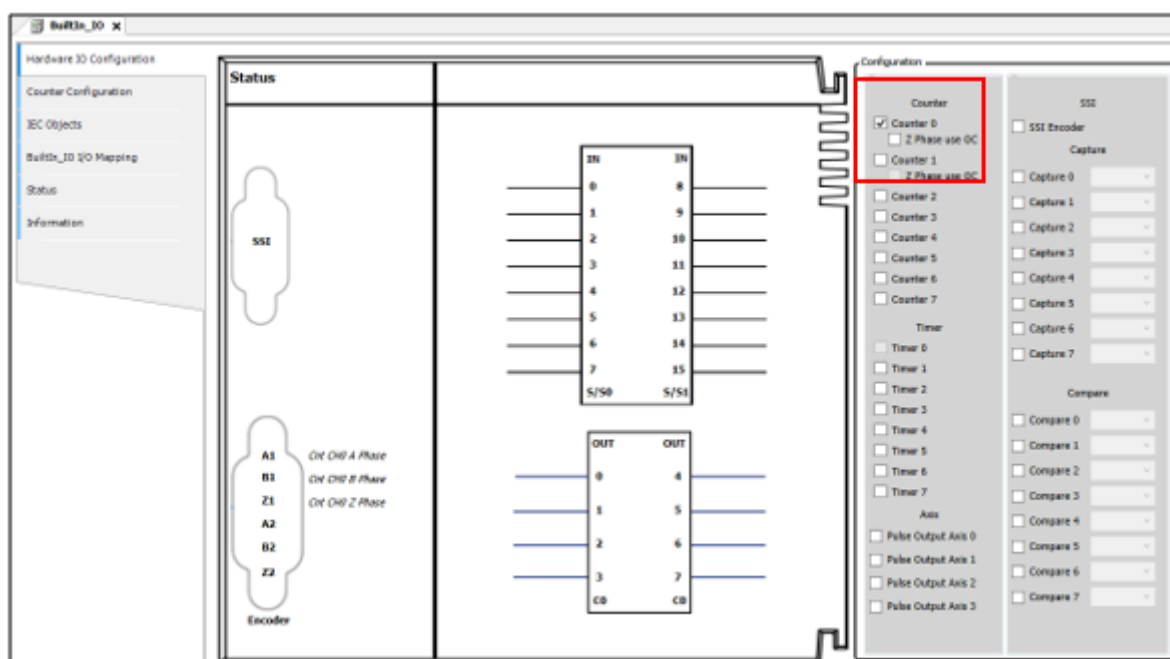 BuiltIn_IO
Hardware IO Configuration
Counter Configuration
IEC Objects
BuiltIn_IO I/O Mapping
Status
Information
Status
SSI
IN IN
0 8
1 9
2 10
3 11
4 12
5 13
6 14
7 15
S/S0 S/S1
A1 Cnt CH0 A Phase
B1 Cnt CH0 B Phase
Z1 Cnt CH0 Z Phase
A2
B2
Z2
Encoder
OUT OUT
0 4
1 5
2 6
3 7
C0 C0
Configuration
Counter
Counter 0
Z Phase use OC
Counter 1
Z Phase use OC
Counter 2
Counter 3
Counter 4
Counter 5
Counter 6
Counter 7
Timer
Timer 0
Timer 1
Timer 2
Timer 3
Timer 4
Timer 5
Timer 6
Timer 7
Axis
Pulse Output Axis 0
Pulse Output Axis 1
Pulse Output Axis 2
Pulse Output Axis 3
SSI
SSI Encoder
Capture
Capture 0
Capture 1
Capture 2
Capture 3
Capture 4
Capture 5
Capture 6
Capture 7
Compare
Compare 0
Compare 1
Compare 2
Compare 3
Compare 4
Compare 5
Compare 6
Compare 7